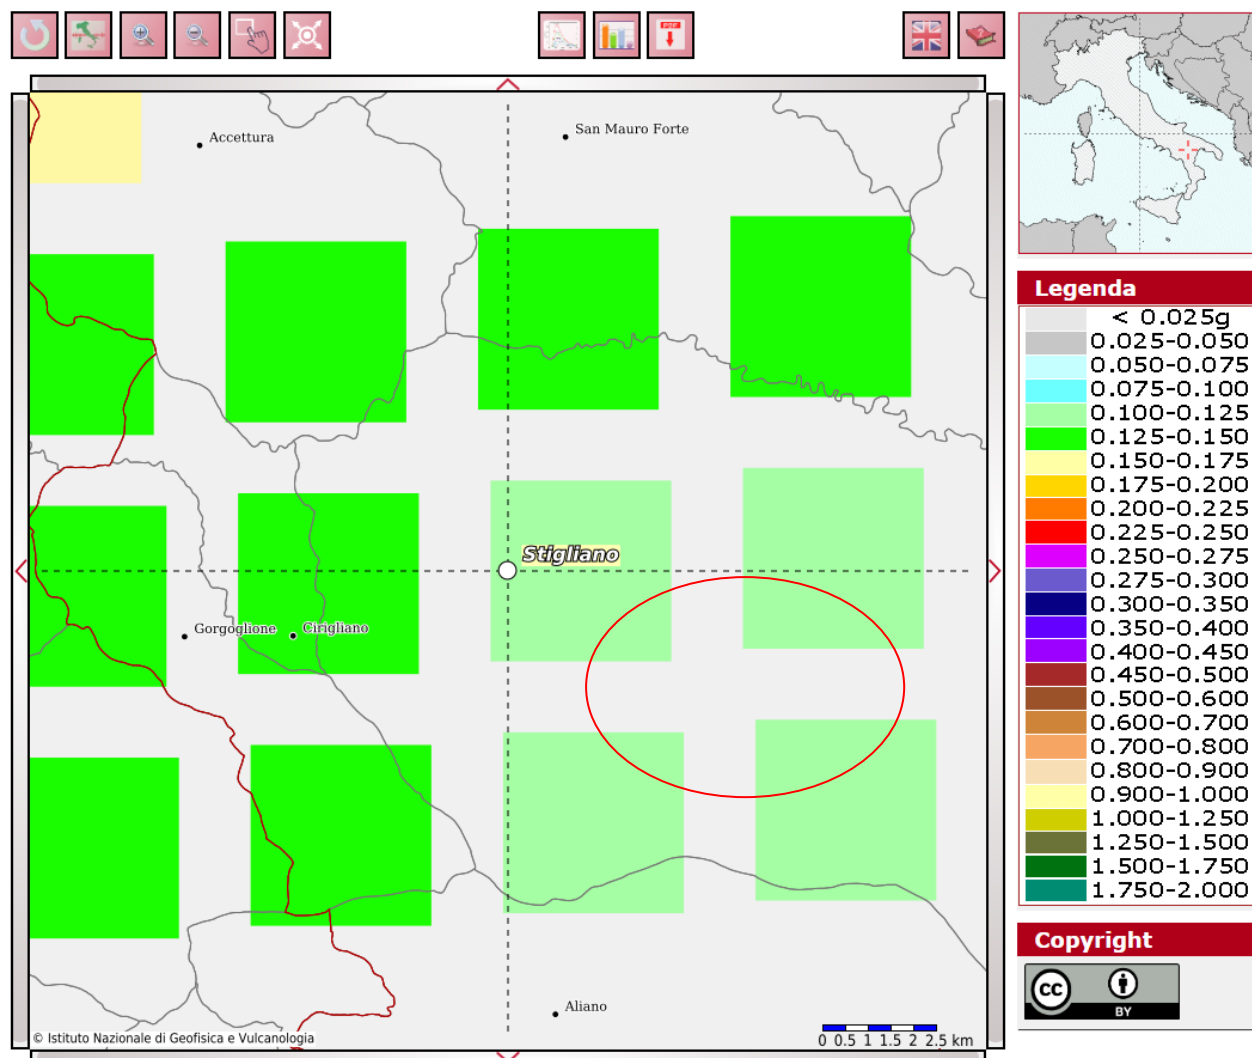 PDF
?
Accettura
San Mauro Forte
Stigliano
Gorgoglione
Cirigliano
Aliano
© Istituto Nazionale di Geofisica e Vulcanologia
0 0.5 1 1.5 2 2.5 km
Legenda
< 0.025g
0.025-0.050
0.050-0.075
0.075-0.100
0.100-0.125
0.125-0.150
0.150-0.175
0.175-0.200
0.200-0.225
0.225-0.250
0.250-0.275
0.275-0.300
0.300-0.350
0.350-0.400
0.400-0.450
0.450-0.500
0.500-0.600
0.600-0.700
0.700-0.800
0.800-0.900
0.900-1.000
1.000-1.250
1.250-1.500
1.500-1.750
1.750-2.000
Copyright
cc
BY